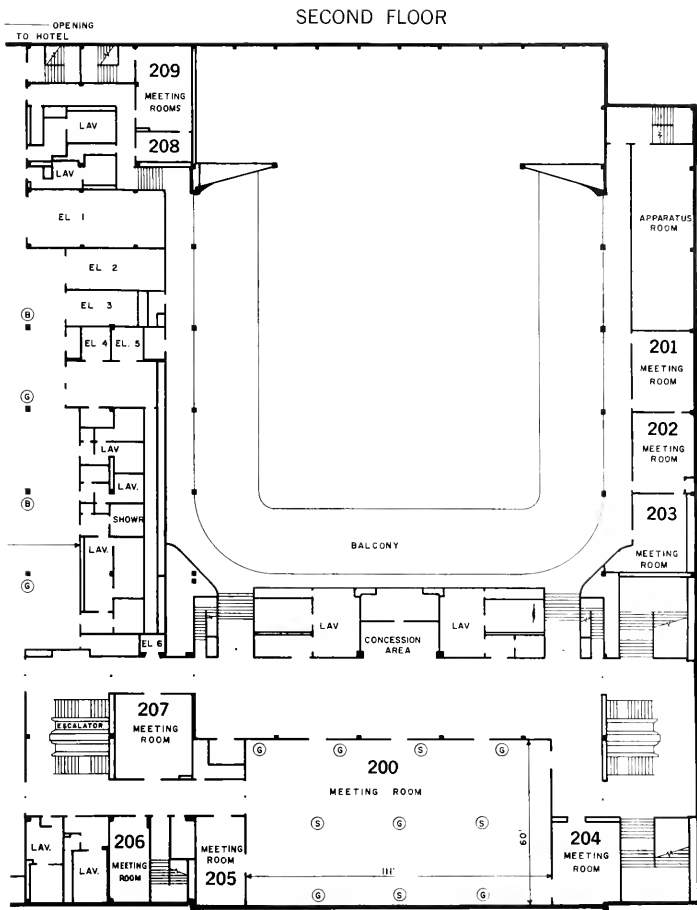 SECOND FLOOR
OPENING
TO HOTEL
209
MEETING
ROOMS
LAV
208
LAV
EL 1
APPARATUS
ROOM
EL 2
EL 3
B
EL 4
EL. 5
201
MEETING
ROOM
G
202
MEETING
ROOM
LAV
LAV.
B
SHOWR
203
BALCONY
LAV.
MEETING
ROOM
G
LAV
CONCESSION
AREA
LAV
EL 6
207
MEETING
ROOM
ESCALATOR
G
G
S
G
200
MEETING ROOM
S
G
S
60'
LAV.
LAV.
206
MEETING
ROOM
MEETING
ROOM
205
111'
204
MEETING
ROOM
G
S
G